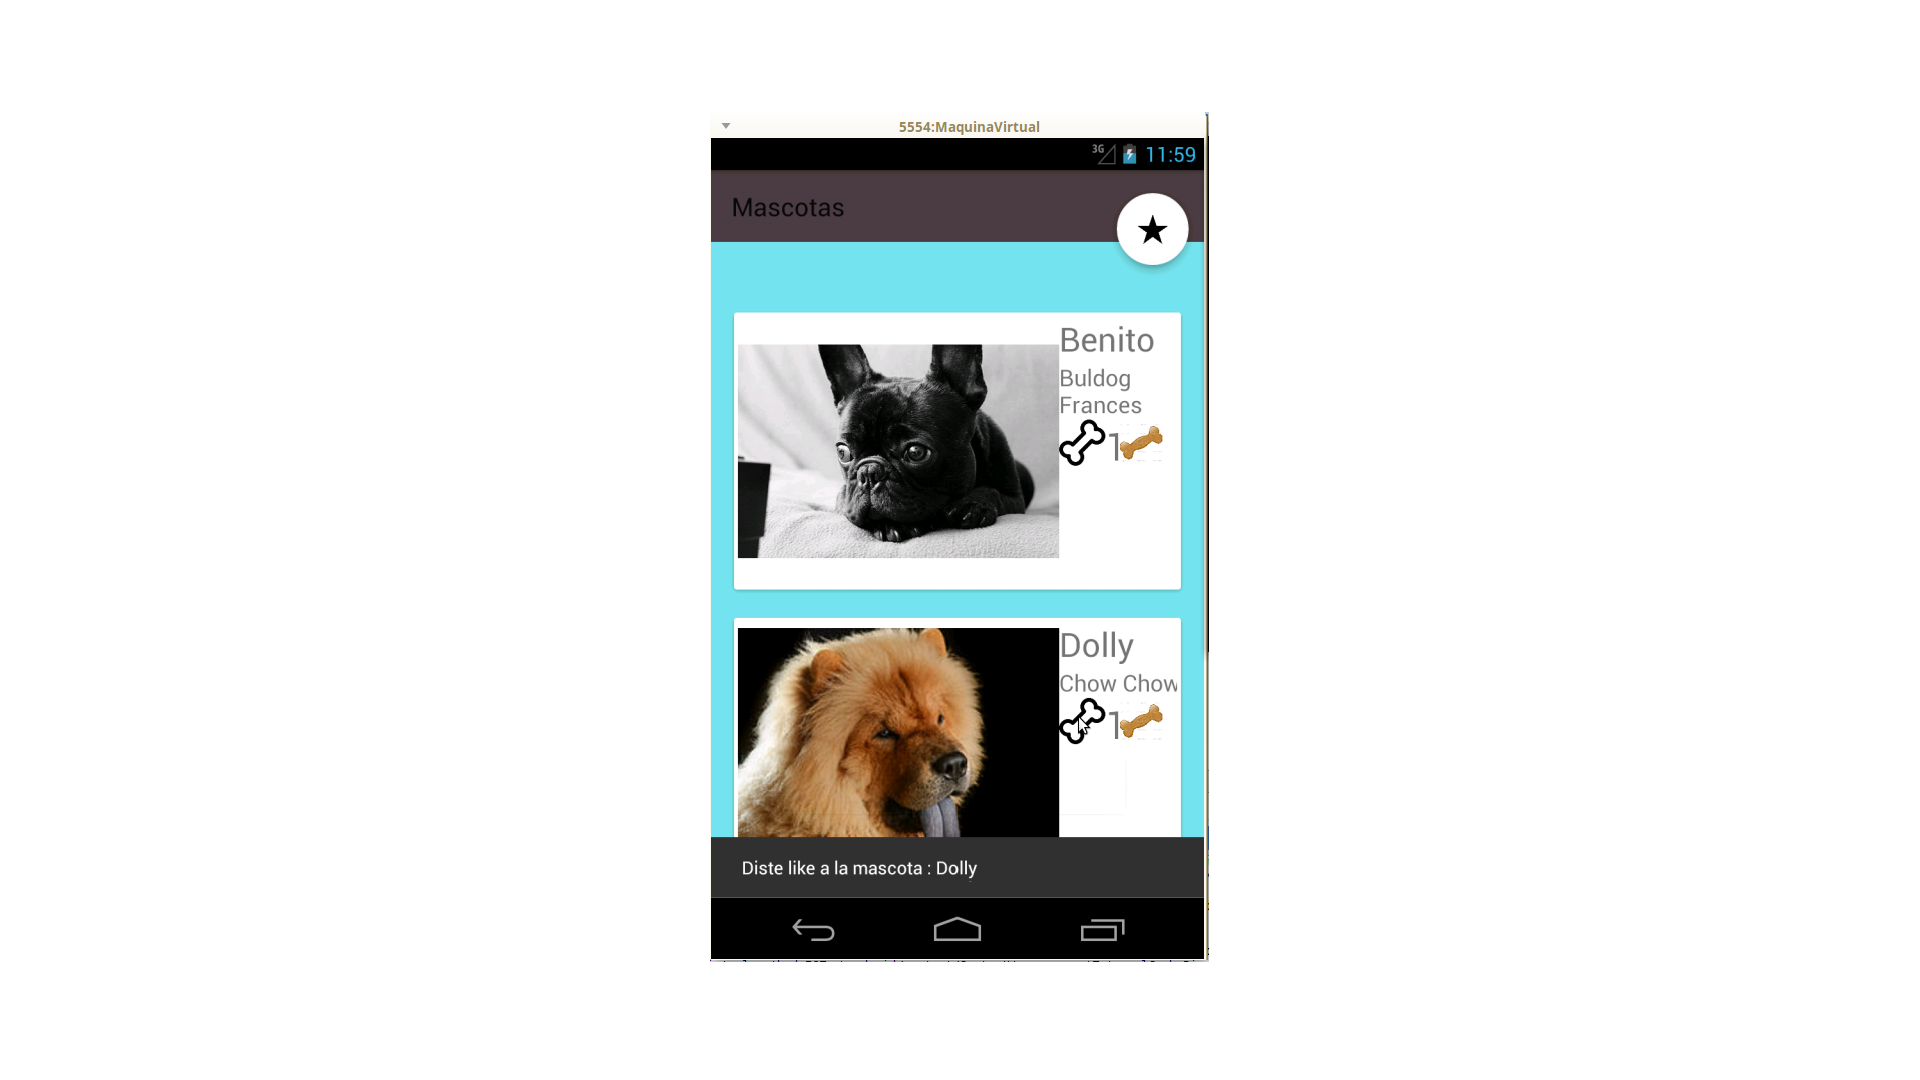 5554:MaquinaVirtual
3G 11:59
Mascotas
Benito
Buldog
Frances
1
Dolly
Chow Chow
1
Diste like a la mascota : Dolly